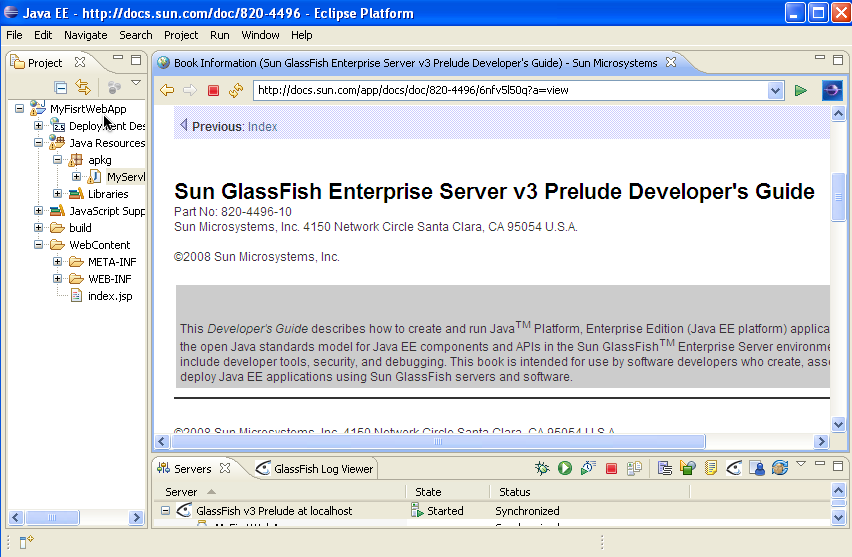 Java EE - http://docs.sun.com/doc/820-4496 - Eclipse Platform
File Edit Navigate Search Project Run Window Help
Project
MyFisrtWebApp
Deployment Des
Java Resources
apkg
MyServl
Libraries
JavaScript Supp
build
WebContent
META-INF
WEB-INF
index.jsp
Book Information (Sun GlassFish Enterprise Server v3 Prelude Developer's Guide) - Sun Microsystems
http://docs.sun.com/app/docs/doc/820-4496/6nfv5l50q?a=view
Previous: Index
Sun GlassFish Enterprise Server v3 Prelude Developer's Guide
Part No: 820-4496-10
Sun Microsystems, Inc. 4150 Network Circle Santa Clara, CA 95054 U.S.A.
©2008 Sun Microsystems, Inc.
This Developer's Guide describes how to create and run Java™ Platform, Enterprise Edition (Java EE platform) applica
the open Java standards model for Java EE components and APIs in the Sun GlassFish™ Enterprise Server environme
include developer tools, security, and debugging. This book is intended for use by software developers who create, ass
deploy Java EE applications using Sun GlassFish servers and software.
©2008 Sun Microsystems, Inc. 4150 Network Circle Santa Clara, CA 95054 U.S.A.
Servers GlassFish Log Viewer
Server State Status
GlassFish v3 Prelude at localhost Started Synchronized